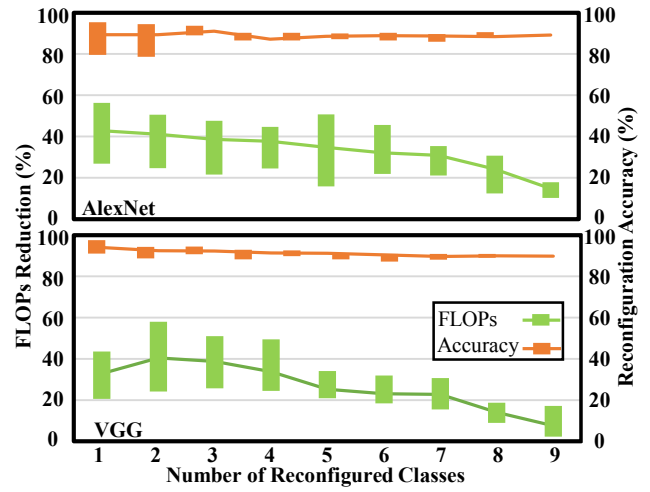 100 100
80 80
60 60
40 40
20 20
0 0
AlexNet
100 100
80 80
60 60
FLOPs
Accuracy
40 40
20 20
0 0
VGG
1 2 3 4 5 6 7 8 9
Number of Reconfigured Classes
FLOPs Reduction (%)
Reconfiguration Accuracy (%)